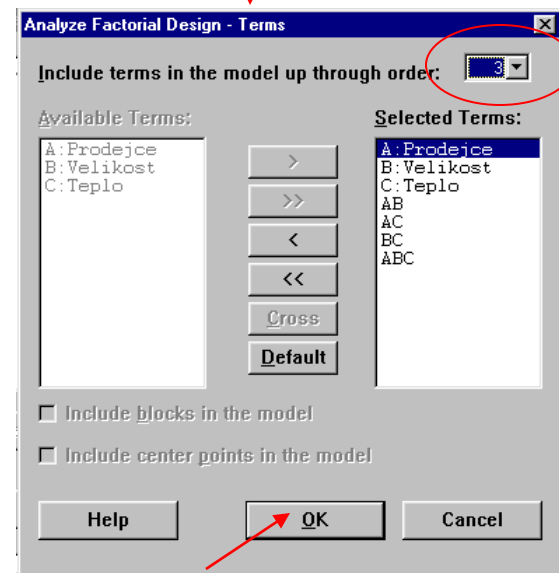 Analyze Factorial Design - Terms
Include terms in the model up through order: 3
Available Terms:
A:Prodejce
B:Velikost
C:Teplo
>
>>
<
<<
Cross
Default
Selected Terms:
A:Prodejce
B:Velikost
C:Teplo
AB
AC
BC
ABC
Include blocks in the model
Include center points in the model
Help OK Cancel